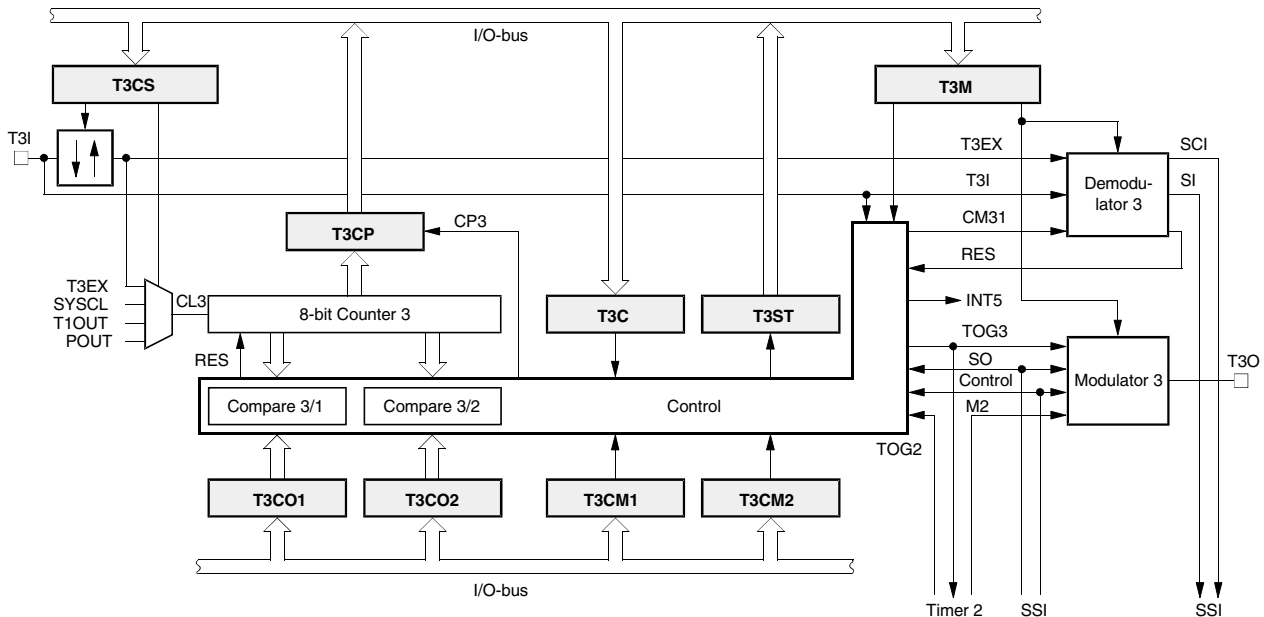 I/O-bus
T3CS
T3M
T3I
T3EX
SCI
T3I
SI
Demodu-
lator 3
T3CP
CP3
CM31
RES
T3EX
SYSCL
T1OUT
POUT
CL3
8-bit Counter 3
T3C
T3ST
INT5
RES
TOG3
SO
Control
M2
Modulator 3
T3O
Compare 3/1
Compare 3/2
Control
TOG2
T3CO1
T3CO2
T3CM1
T3CM2
I/O-bus
Timer 2
SSI
SSI